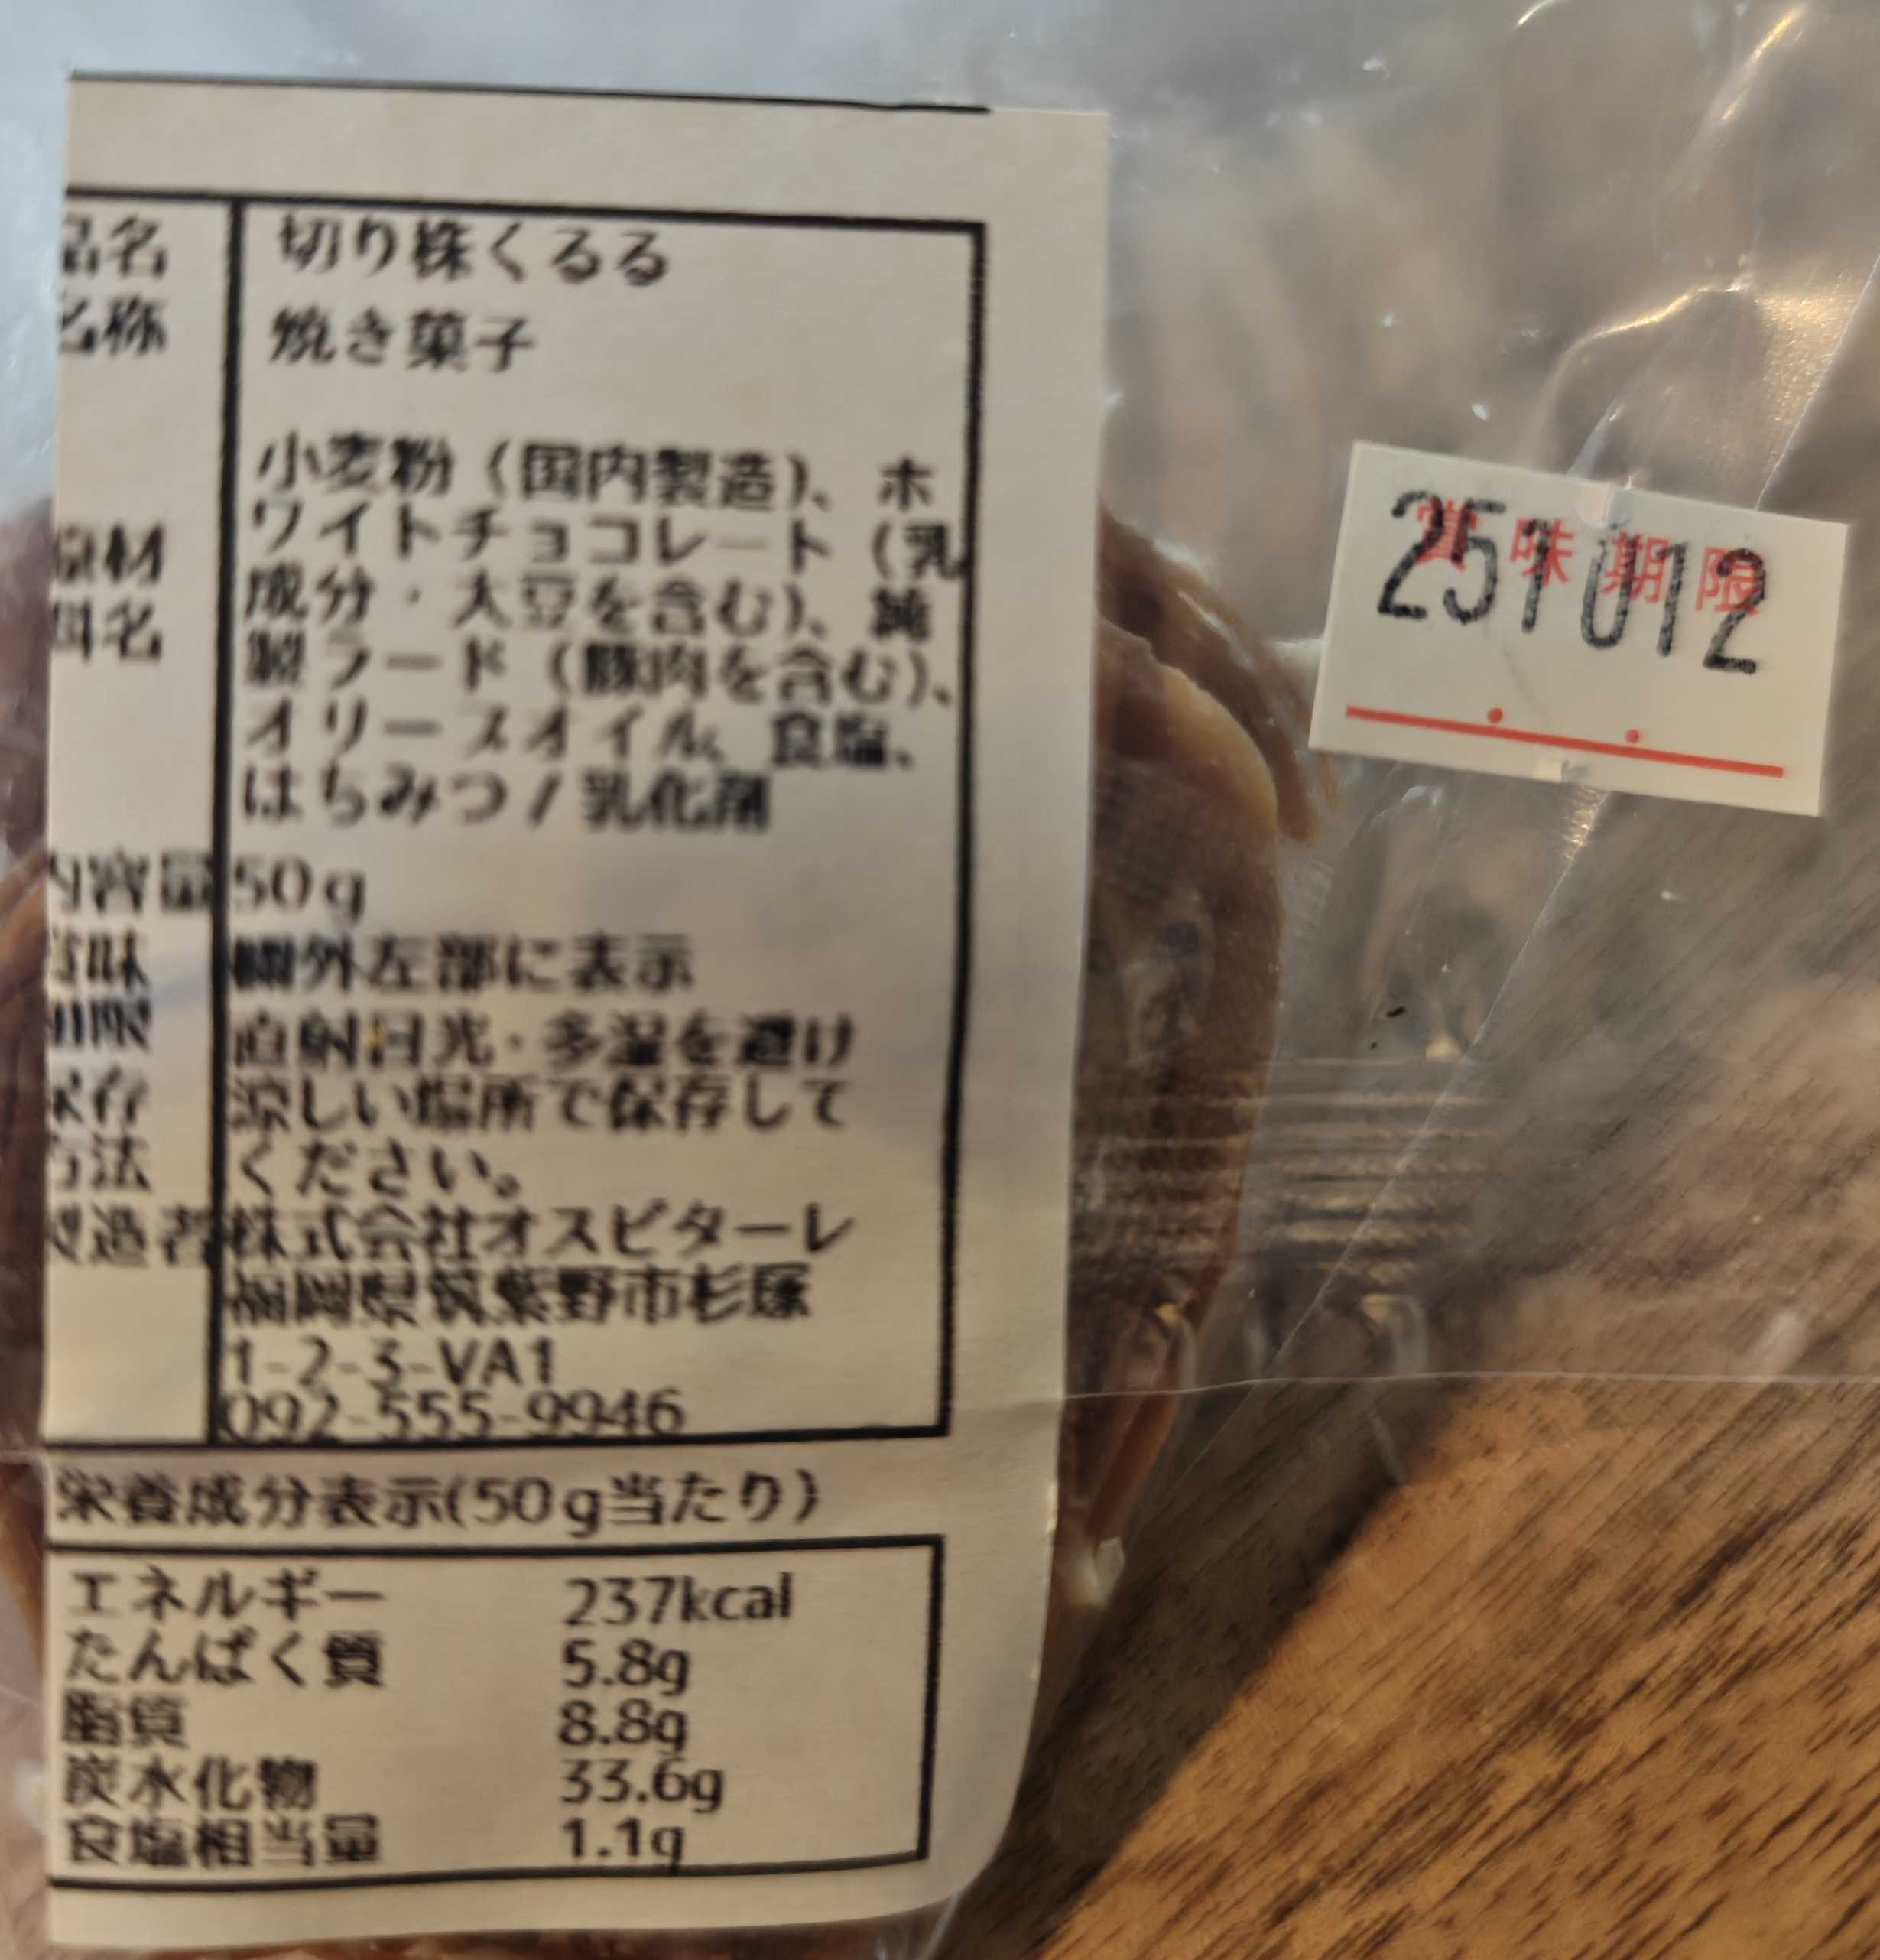 品名 切り株くるる
名称 焼き菓子
小麦粉（国内製造）、ホ
ワイトチョコレート（乳
原材
成分・大豆を含む）、純
料名
製ラード（豚肉を含む）、
オリーブオイル、食塩、
はちみつ/乳化剤
内容量 50g
賞味 欄外左部に表示
期限
直射日光・多湿を避け
保存 涼しい場所で保存して
方法 ください。
製造者 株式会社オスピターレ
福岡県筑紫野市杉塚
1-2-3-VA1
092-555-9946
栄養成分表示(50g当たり)
エネルギー 237kcal
たんぱく質 5.8g
脂質 8.8g
炭水化物 33.6g
食塩相当量 1.1g
賞味期限
251012